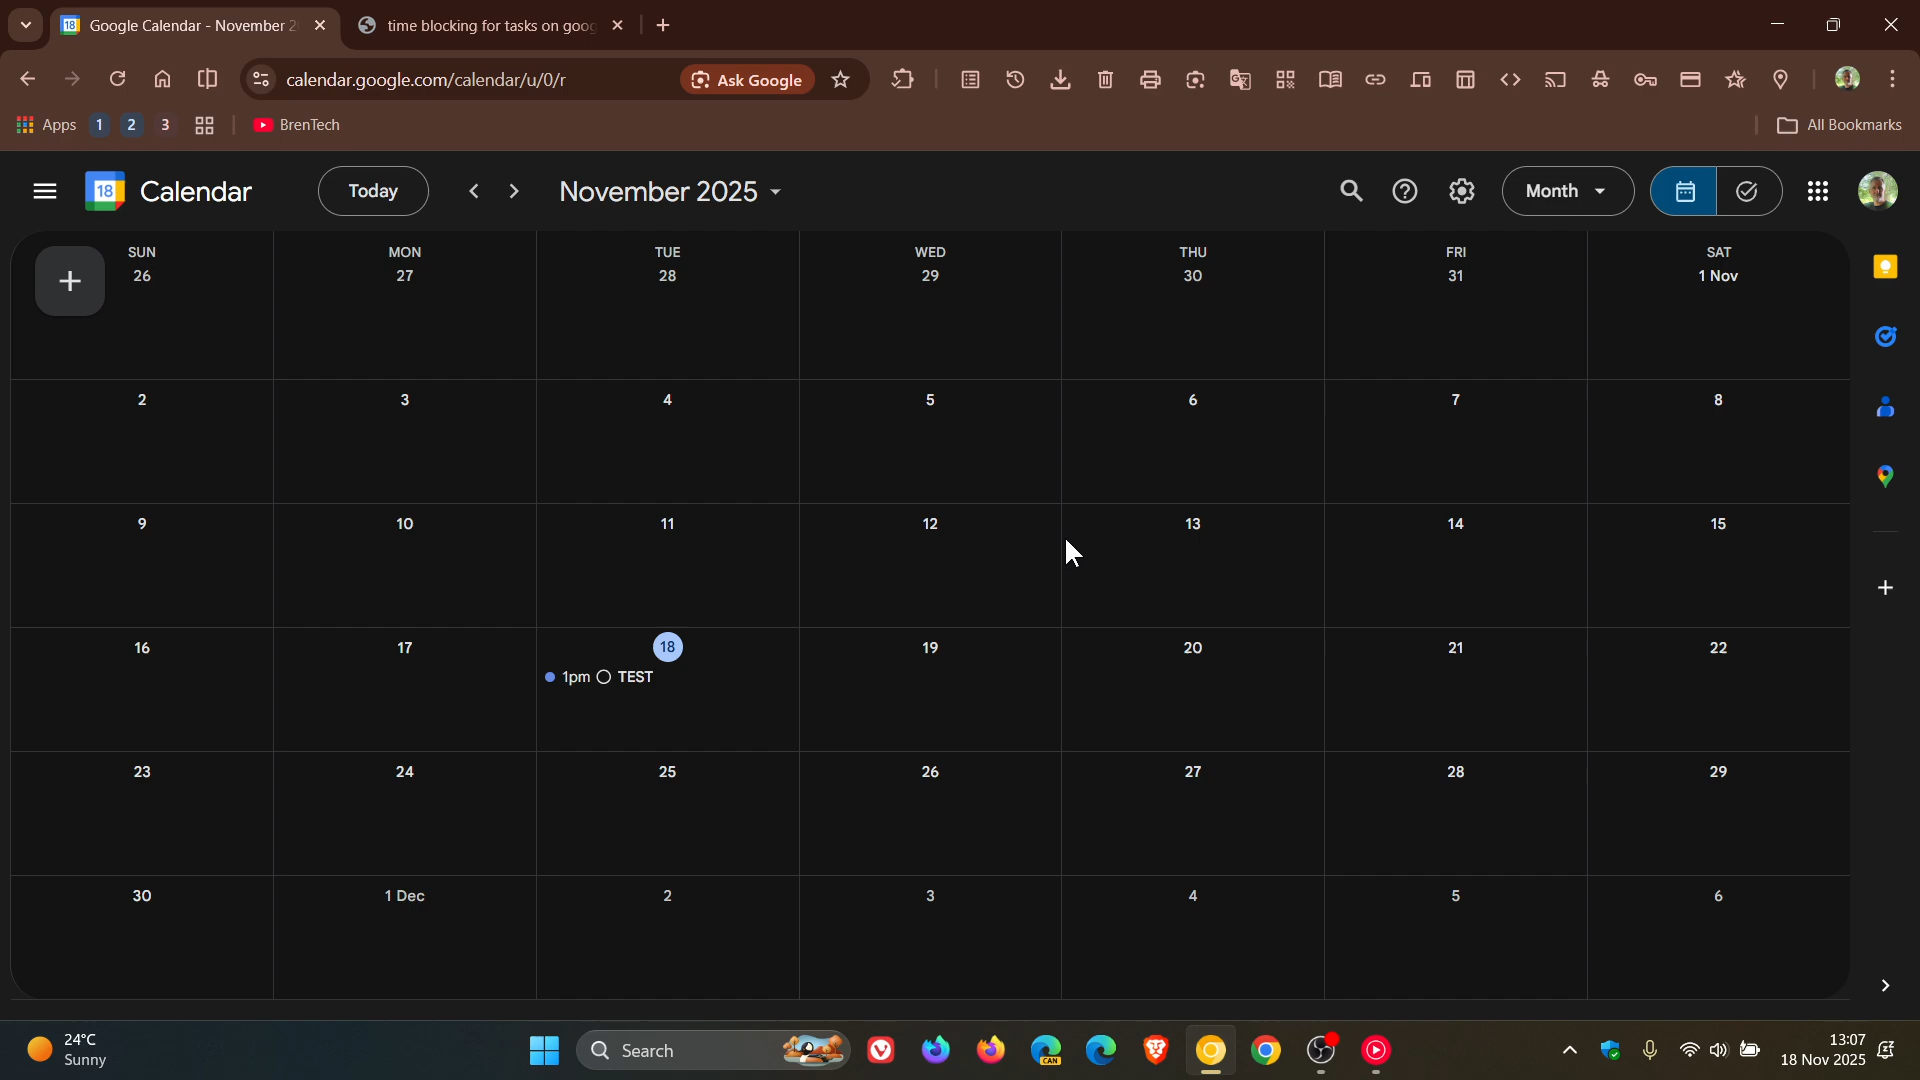 Google Calendar - November 2
time blocking for tasks on goog
calendar.google.com/calendar/u/0/r
Ask Google
Apps
1
2
3
BrenTech
All Bookmarks
18
Calendar
Today
November 2025
Month
SUN MON TUE WED THU FRI SAT
26 27 28 29 30 31 1 Nov
2 3 4 5 6 7 8
9 10 11 12 13 14 15
16 17 18 19 20 21 22
1pm TEST
23 24 25 26 27 28 29
30 1 Dec 2 3 4 5 6
24°C
Sunny
Search
CAN
13:07
18 Nov 2025